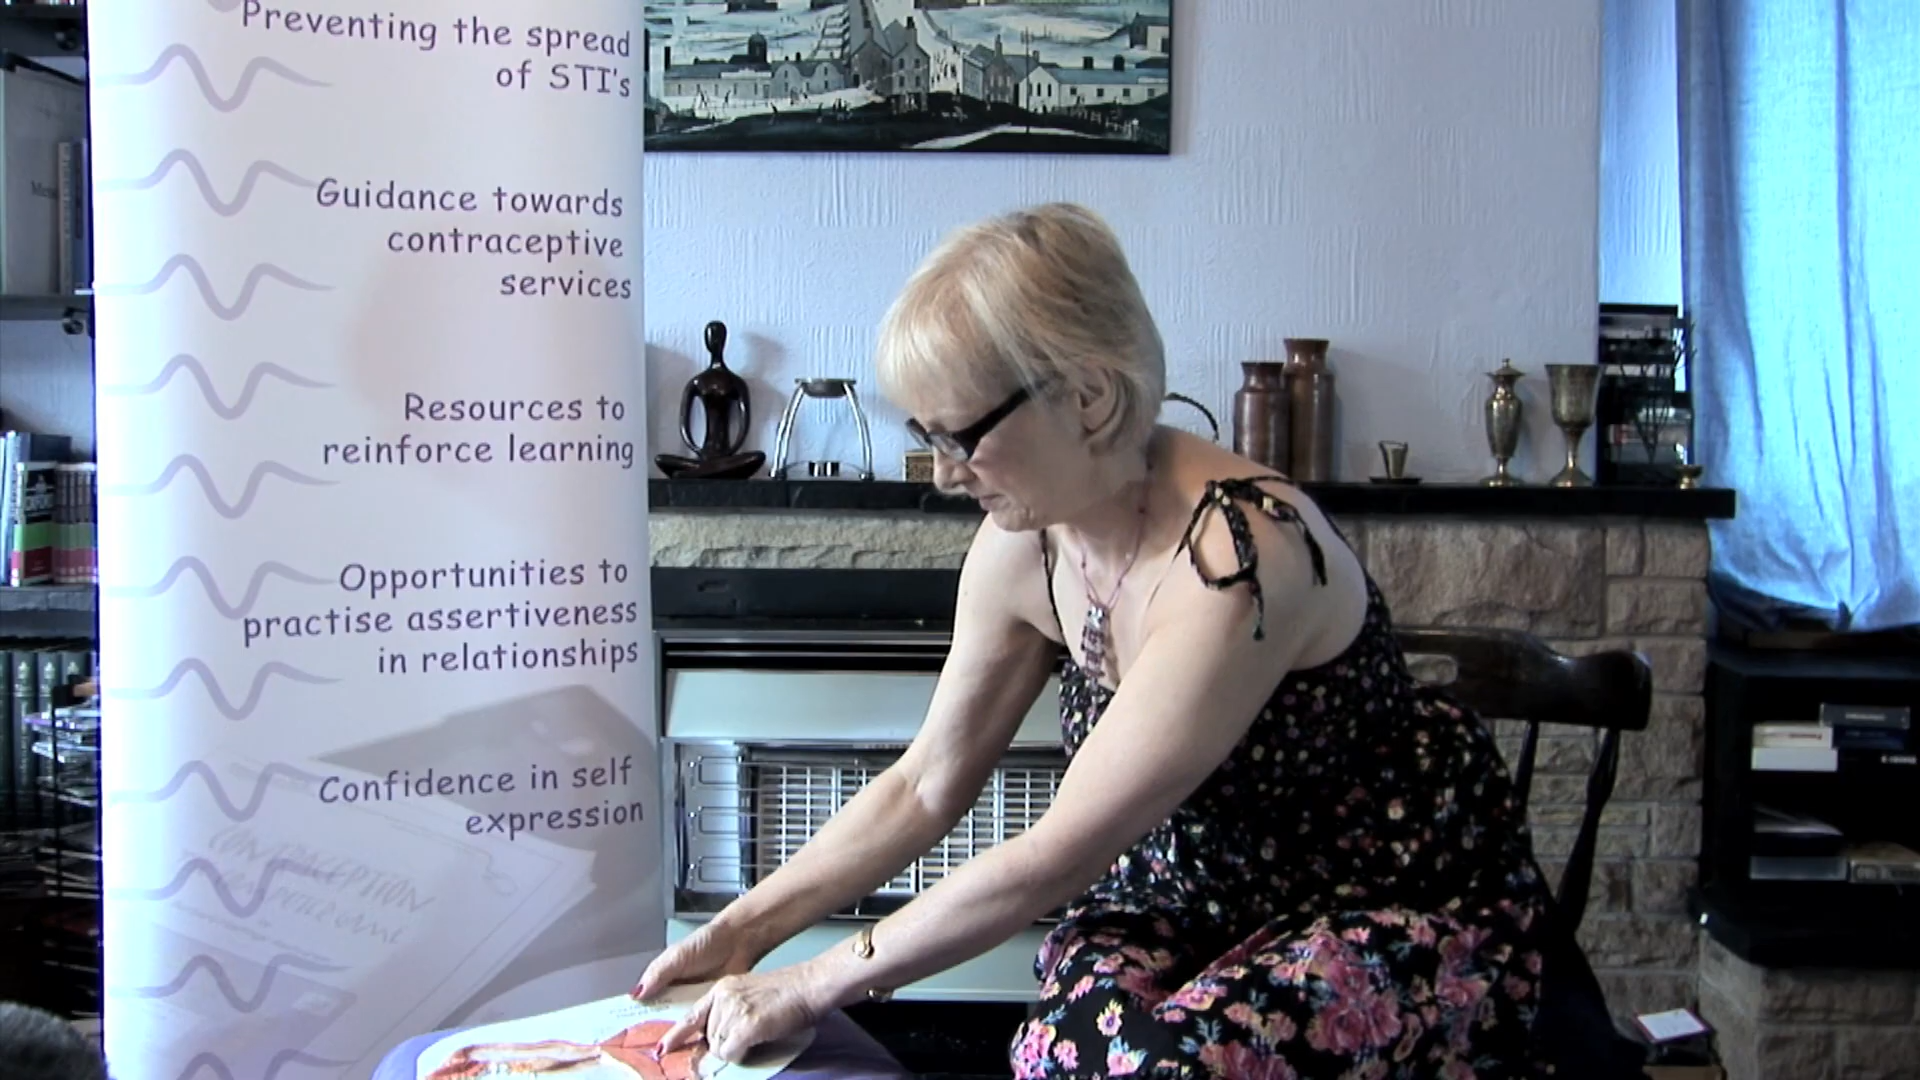 Preventing the spread
of STI's
Guidance towards
contraceptive
services
Resources to
reinforce learning
Opportunities to
practise assertiveness
in relationships
Confidence in self
expression
CONTRACEPTION